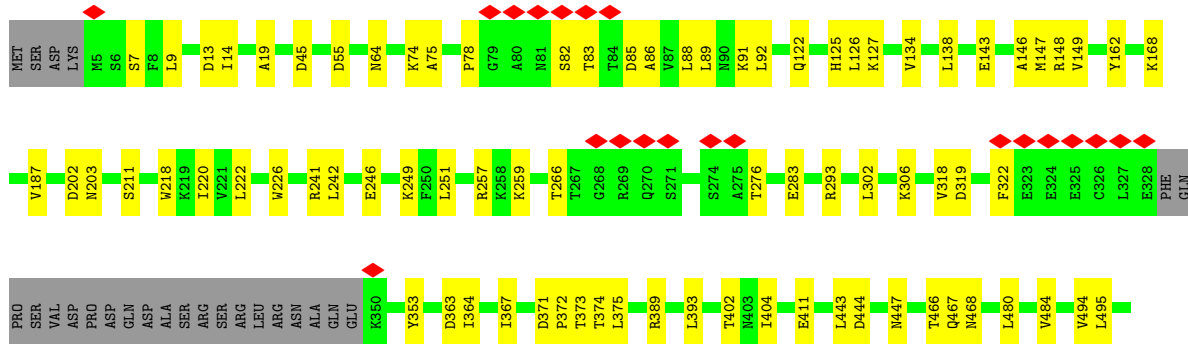 MET SER ASP LYS M5 S6 S7 F8 L9 D13 I14 A19 D45 D55 N64 K74 A75 P78 G79 A80 N81 S82 T83 T84 D85 A86 V87 L88 L89 N90 K91 L92 Q122 H125 L126 K127 V134 L138 E143 A146 M147 R148 V149 Y162 K168
V187 D202 N203 S211 W218 K219 I220 V221 L222 W226 R241 L242 E246 K249 F250 L251 R257 K258 K259 T266 T267 G268 R269 Q270 S271 S274 A275 T276 E283 R293 L302 K306 V318 D319 F322 E323 E324 E325 C326 L327 E328 PHE GLN
PRO SER VAL ASP PRO ASP GLN ASP ALA SER ARG SER ARG LEU ARG ASN ALA GLN GLU K350 Y353 D363 I364 I367 D371 P372 T373 T374 L375 R389 L393 T402 N403 I404 E411 L443 D444 N447 T466 Q467 N468 L480 V484 V494 L495